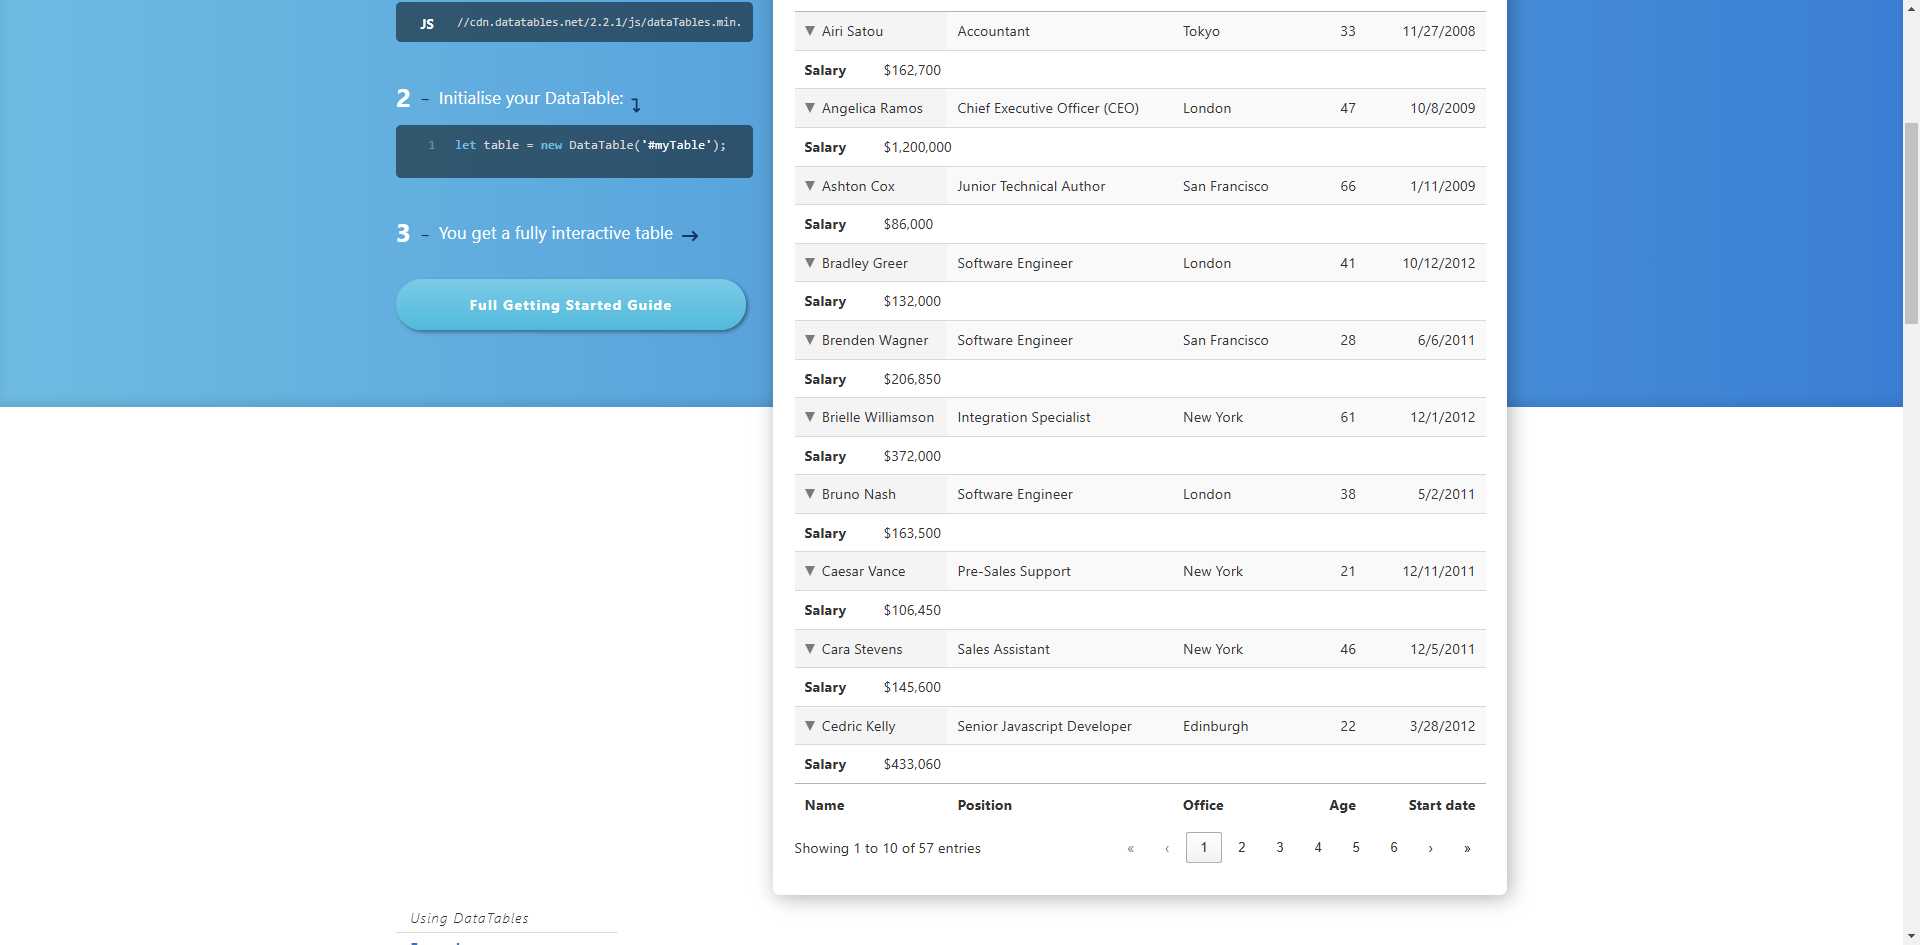 JS //cdn.datatables.net/2.2.1/js/dataTables.min.
2 – Initialise your DataTable:
1 let table = new DataTable('#myTable');
3 – You get a fully interactive table →
Full Getting Started Guide
▼ Airi Satou Accountant Tokyo 33 11/27/2008
Salary $162,700
▼ Angelica Ramos Chief Executive Officer (CEO) London 47 10/8/2009
Salary $1,200,000
▼ Ashton Cox Junior Technical Author San Francisco 66 1/11/2009
Salary $86,000
▼ Bradley Greer Software Engineer London 41 10/12/2012
Salary $132,000
▼ Brenden Wagner Software Engineer San Francisco 28 6/6/2011
Salary $206,850
▼ Brielle Williamson Integration Specialist New York 61 12/1/2012
Salary $372,000
▼ Bruno Nash Software Engineer London 38 5/2/2011
Salary $163,500
▼ Caesar Vance Pre-Sales Support New York 21 12/11/2011
Salary $106,450
▼ Cara Stevens Sales Assistant New York 46 12/5/2011
Salary $145,600
▼ Cedric Kelly Senior Javascript Developer Edinburgh 22 3/28/2012
Salary $433,060
Name Position Office Age Start date
Showing 1 to 10 of 57 entries « ‹ 1 2 3 4 5 6 › »
Using DataTables